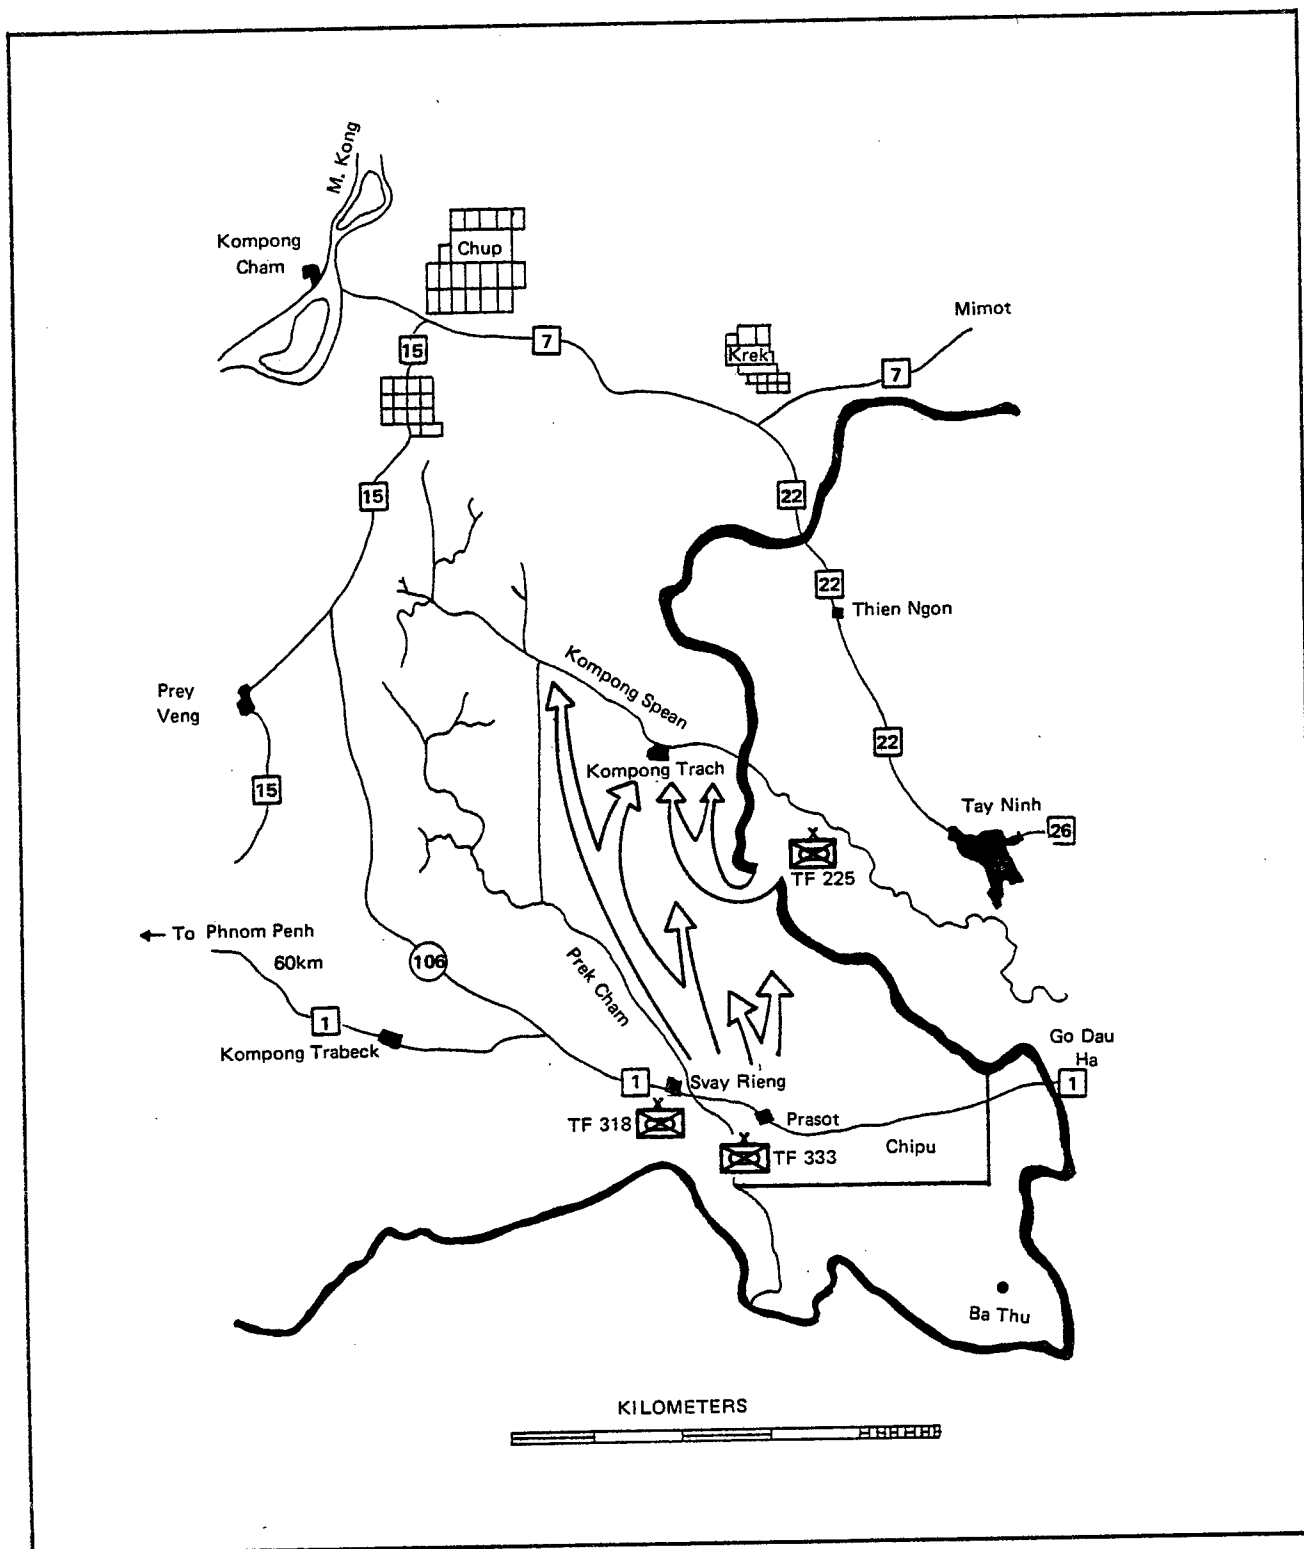 M. Kong
Kompong
Cham
Chup
15
7
Krek
Mimot
7
15
22
22
Thien Ngon
Prey
Veng
Kompong Spean
22
15
Kompong Trach
Tay Ninh
26
X
TF 225
← To Phnom Penh
60km
106
Prek Cham
1
Kompong Trabeck
Go Dau
Ha
1
1
Svay Rieng
X
TF 318
Prasot
X
TF 333
Chipu
Ba Thu
KILOMETERS